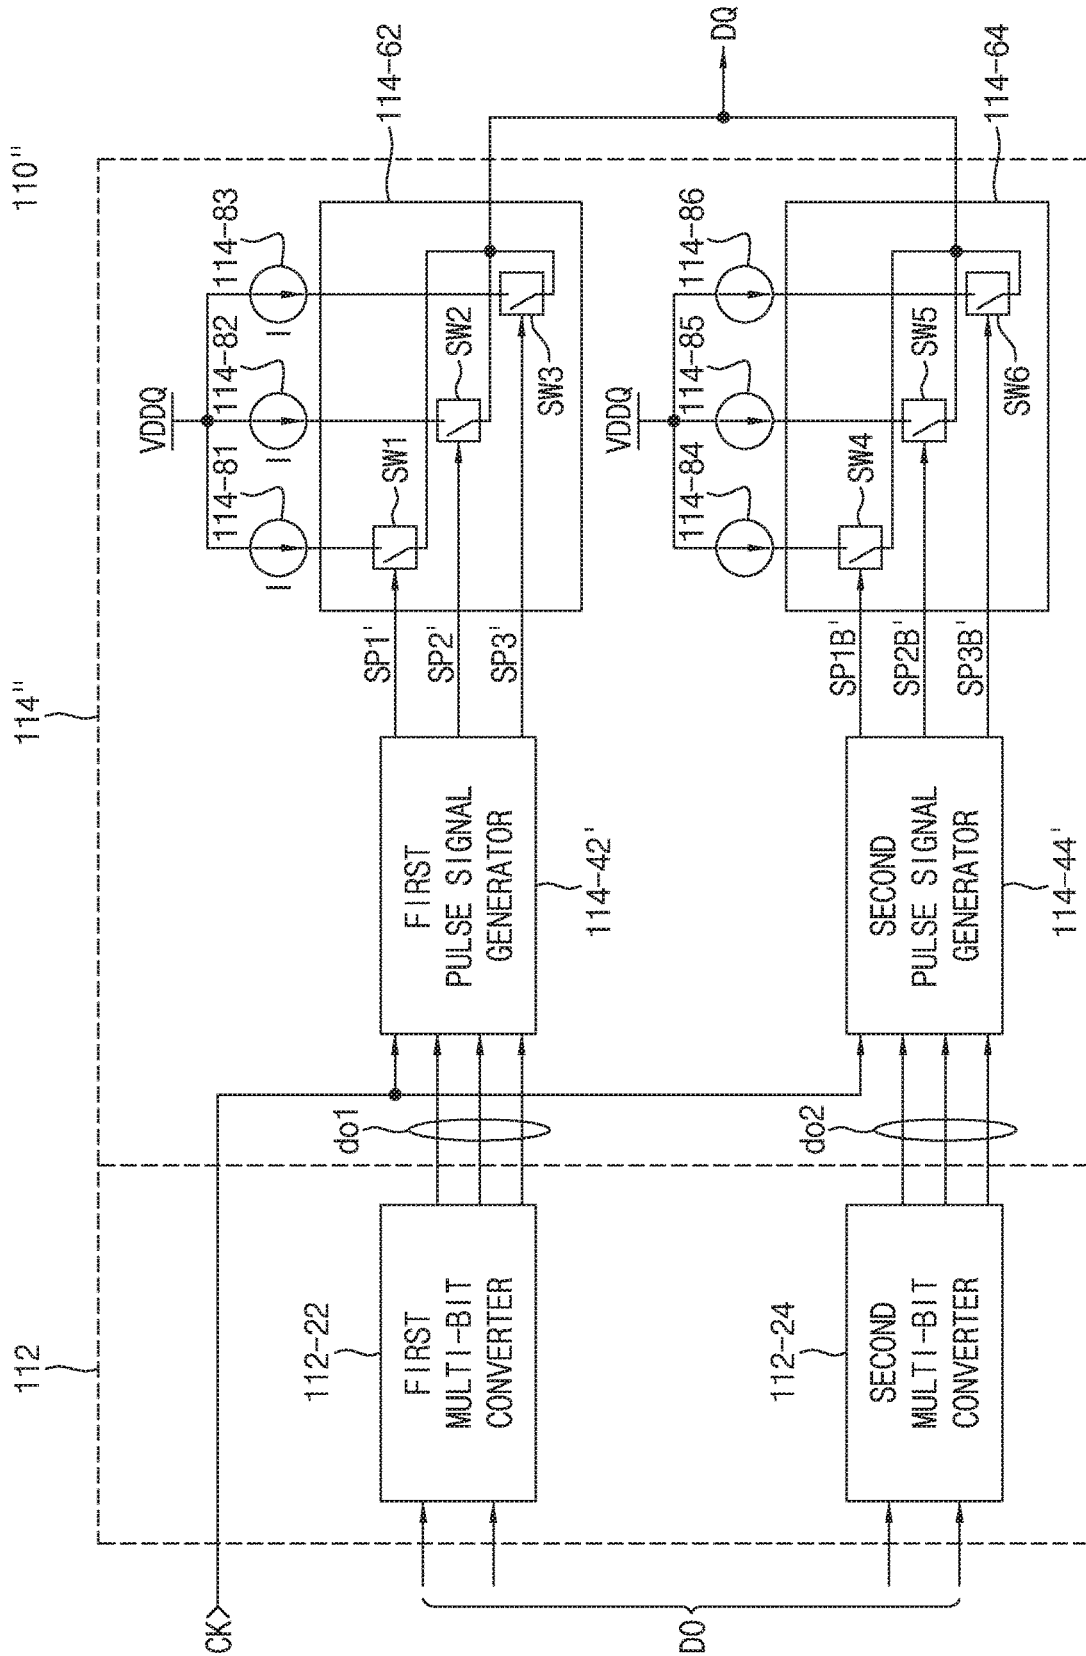 110"
112
114"
CK
112-22
FIRST
MULTI-BIT
CONVERTER
do1
FIRST
PULSE SIGNAL
GENERATOR
114-42'
SP1'
SP2'
SP3'
VDDQ
114-81
114-82
114-83
I
I
I
SW1
SW2
SW3
114-62
DO
DQ
112-24
SECOND
MULTI-BIT
CONVERTER
do2
SECOND
PULSE SIGNAL
GENERATOR
114-44'
SP1B'
SP2B'
SP3B'
VDDQ
114-84
114-85
114-86
SW4
SW5
SW6
114-64